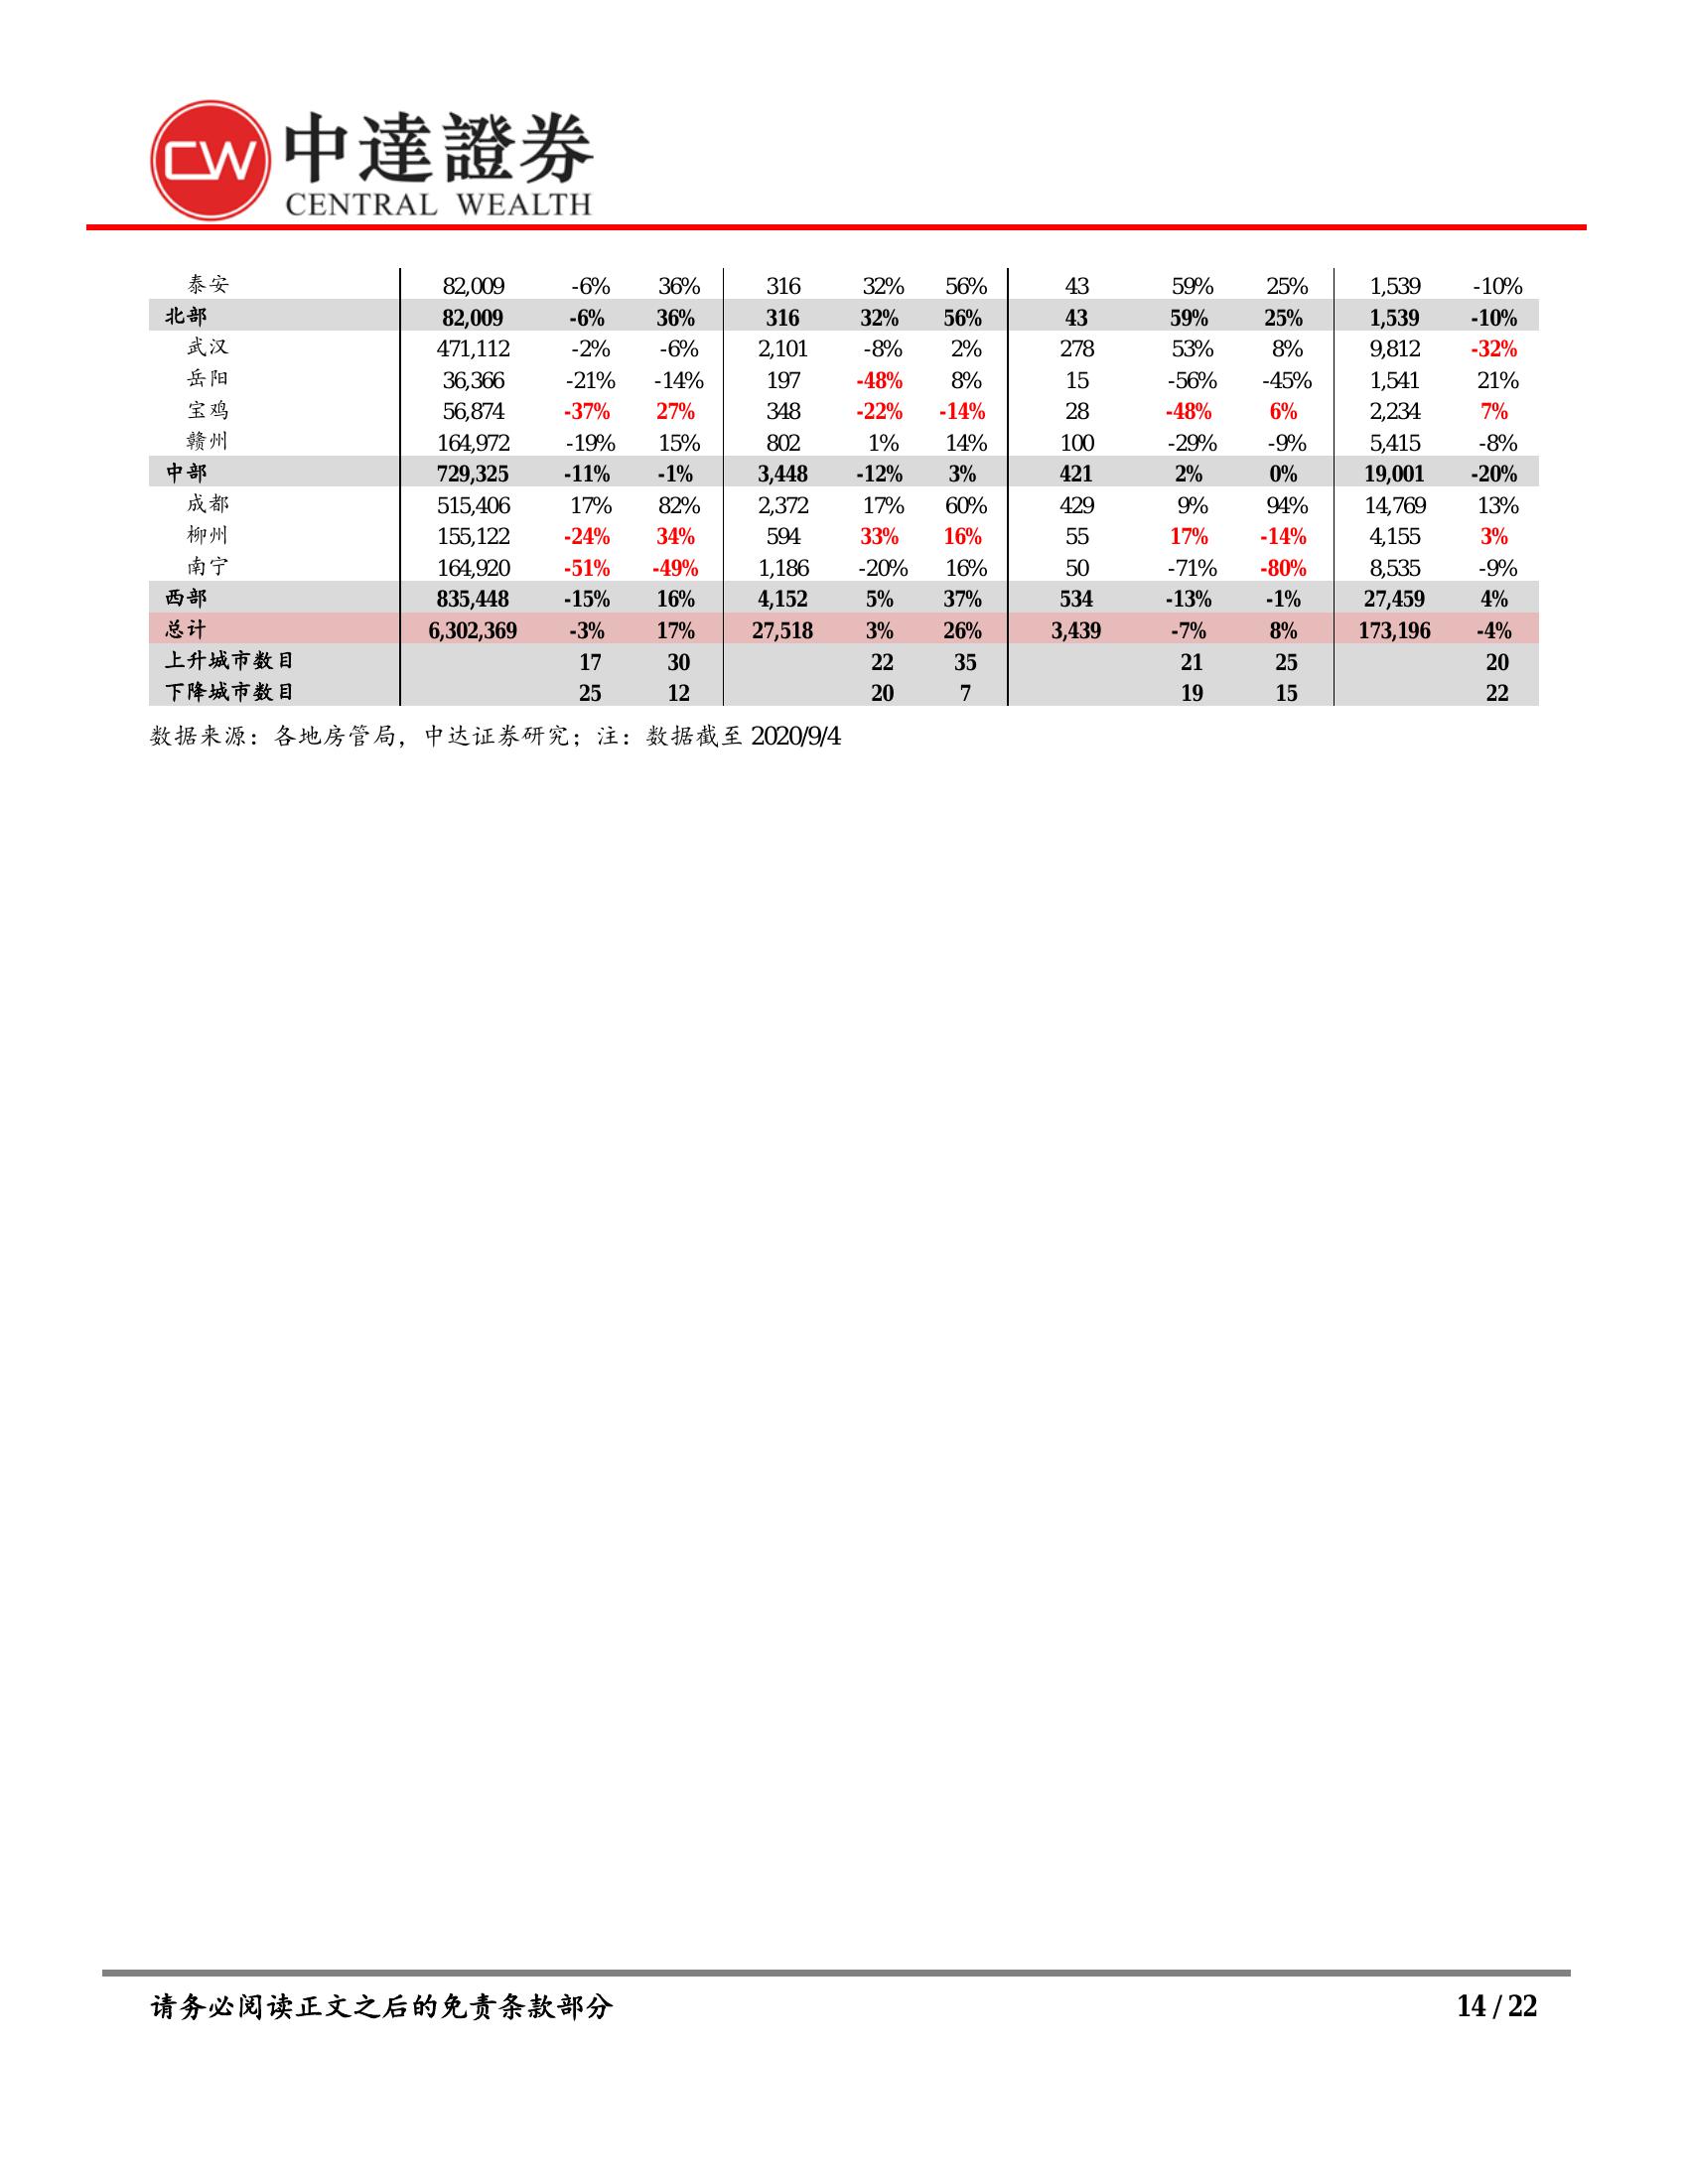 CW 中達證券
CENTRAL WEALTH
泰安 82,009 -6% 36% 316 32% 56% 43 59% 25% 1,539 -10%
北部 82,009 -6% 36% 316 32% 56% 43 59% 25% 1,539 -10%
武汉 471,112 -2% -6% 2,101 -8% 2% 278 53% 8% 9,812 -32%
岳阳 36,366 -21% -14% 197 -48% 8% 15 -56% -45% 1,541 21%
宝鸡 56,874 -37% 27% 348 -22% -14% 28 -48% 6% 2,234 7%
赣州 164,972 -19% 15% 802 1% 14% 100 -29% -9% 5,415 -8%
中部 729,325 -11% -1% 3,448 -12% 3% 421 2% 0% 19,001 -20%
成都 515,406 17% 82% 2,372 17% 60% 429 9% 94% 14,769 13%
柳州 155,122 -24% 34% 594 33% 16% 55 17% -14% 4,155 3%
南宁 164,920 -51% -49% 1,186 -20% 16% 50 -71% -80% 8,535 -9%
西部 835,448 -15% 16% 4,152 5% 37% 534 -13% -1% 27,459 4%
总计 6,302,369 -3% 17% 27,518 3% 26% 3,439 -7% 8% 173,196 -4%
上升城市数目 17 30 22 35 21 25 20
下降城市数目 25 12 20 7 19 15 22
数据来源：各地房管局，中达证券研究；注：数据截至 2020/9/4
请务必阅读正文之后的免责条款部分 14 / 22